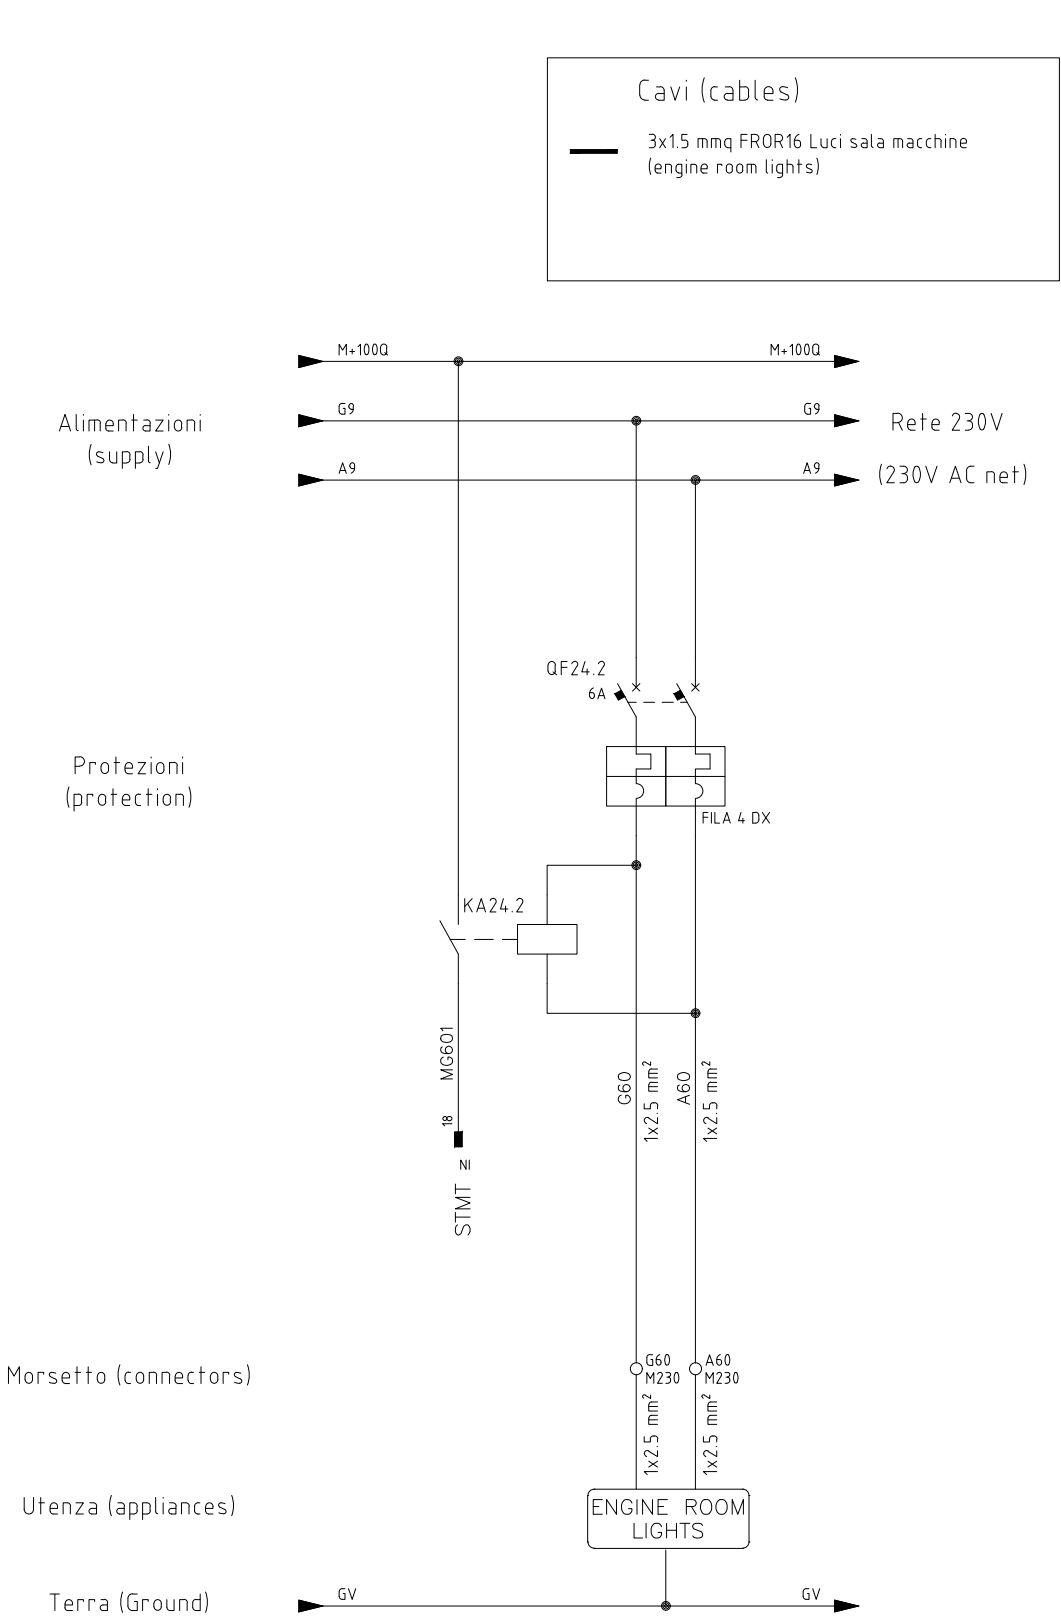 Cavi (cables)
3x1.5 mmq FROR16 Luci sala macchine
(engine room lights)
M+100Q M+100Q
G9 G9
Alimentazioni
(supply)
Rete 230V
A9 A9
(230V AC net)
QF24.2
6A
Protezioni
(protection)
FILA 4 DX
KA24.2
MG601
G60
1x2.5 mm²
A60
1x2.5 mm²
18
NI
STMT
Morsetto (connectors)
G60
M230
A60
M230
1x2.5 mm²
1x2.5 mm²
Utenza (appliances)
ENGINE ROOM
LIGHTS
Terra (Ground)
GV GV